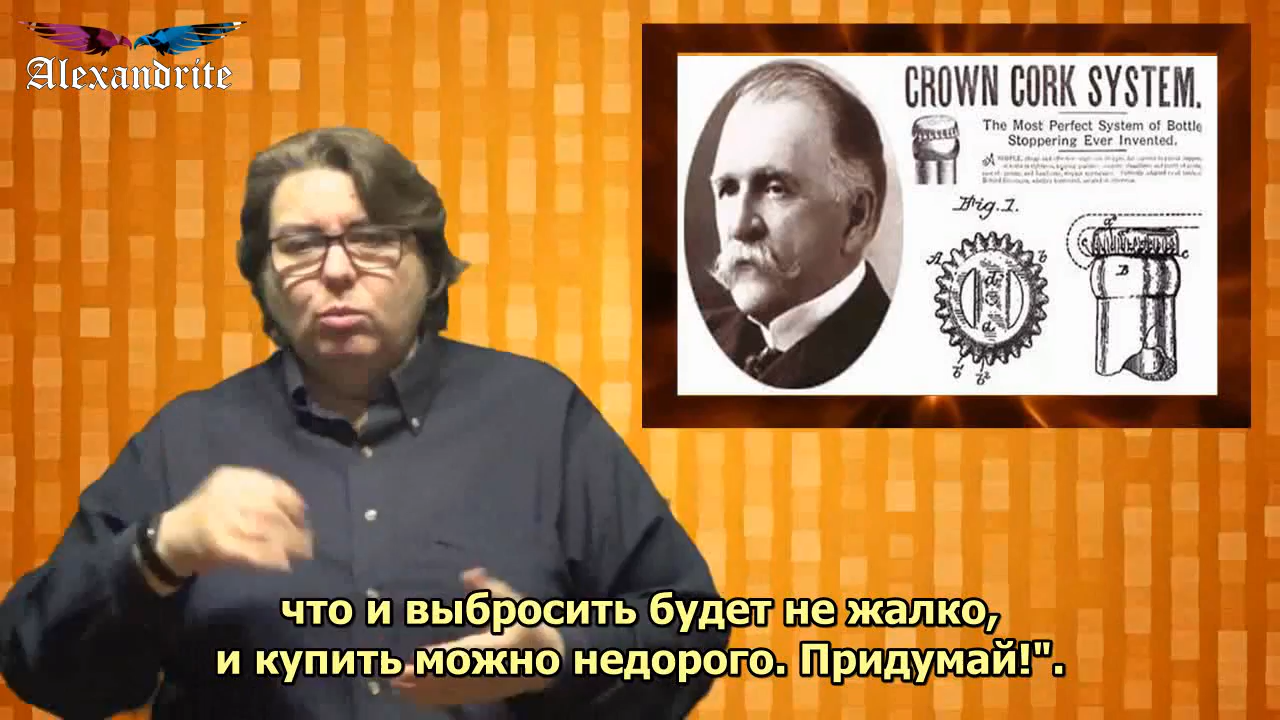 Alexandrite
CROWN CORK SYSTEM.
The Most Perfect System of Bottle
Stoppering Ever Invented.
Fig. 1.
A
b
d
a
b
b²
a
B
c
что и выбросить будет не жалко,
и купить можно недорого. Придумай!".